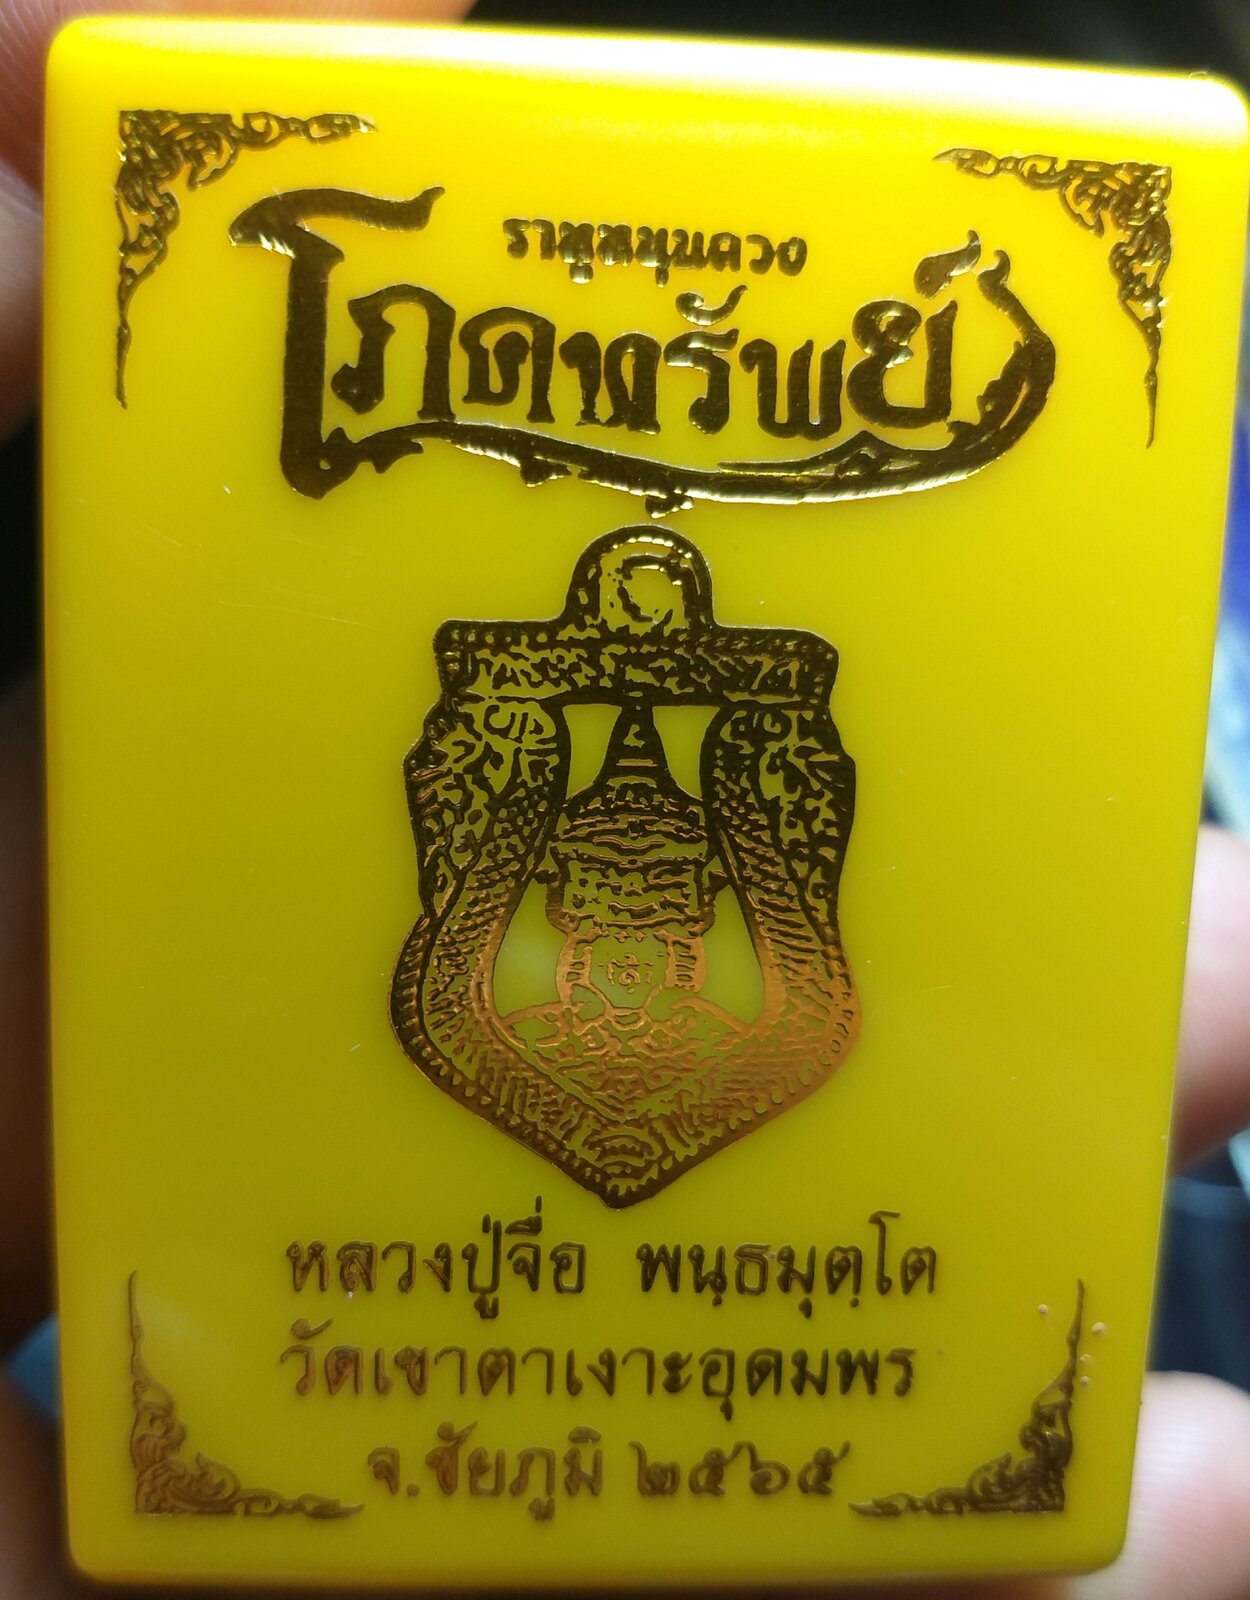 ราหูหนุนดวง
โภคทรัพย์
หลวงปู่จื่อ พนฺธมุตฺโต
วัดเขาตาเงาะอุดมพร
จ.ชัยภูมิ ๒๕๖๕